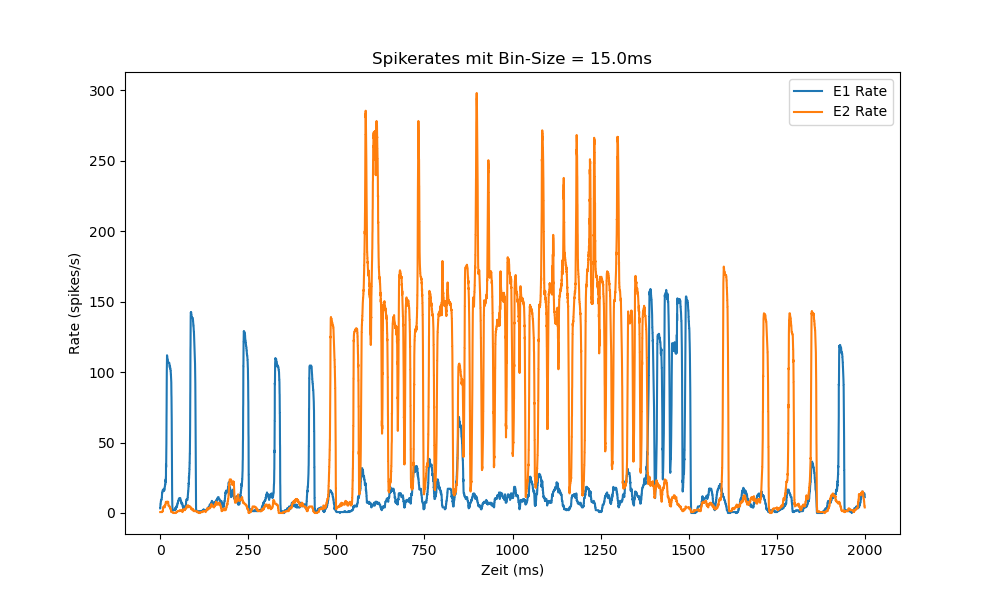 Spikerates mit Bin-Size = 15.0ms
E1 Rate
E2 Rate
Rate (spikes/s)
300
250
200
150
100
50
0
0 250 500 750 1000 1250 1500 1750 2000
Zeit (ms)